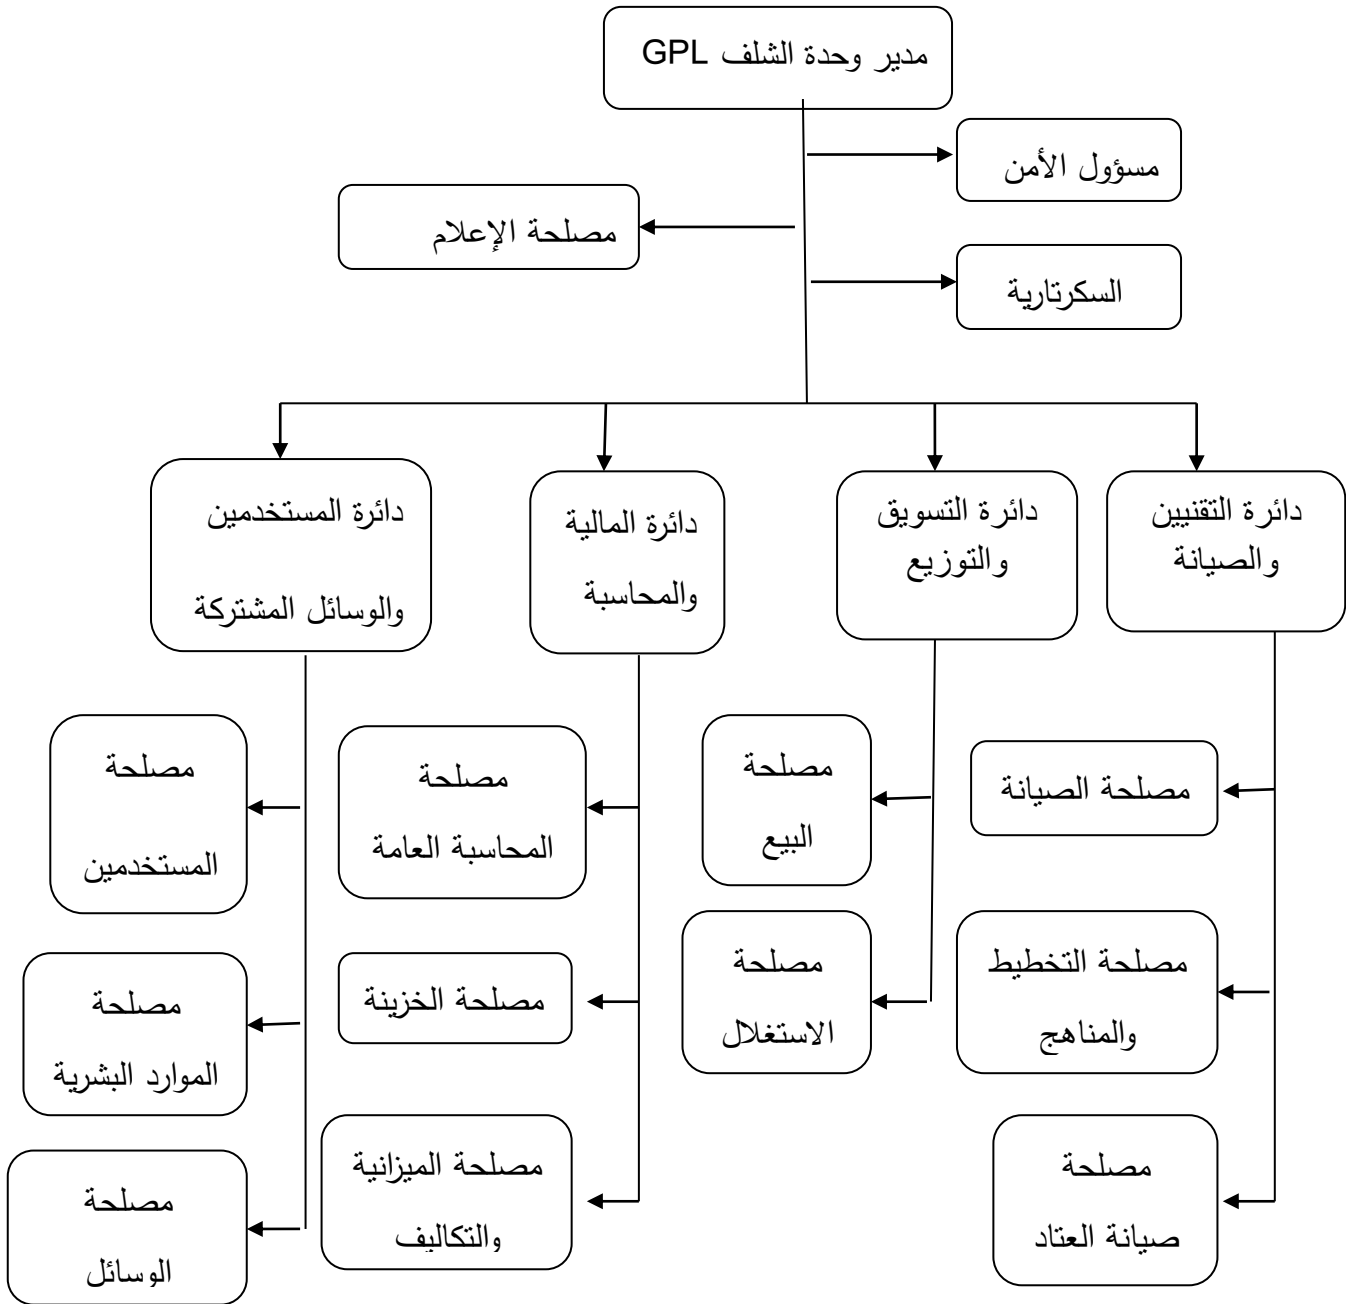 مدير وحدة الشلف GPL
مسؤول الأمن
مصلحة الإعلام
السكرتارية
دائرة التقنيين
والصيانة
دائرة التسويق
والتوزيع
دائرة المالية
والمحاسبة
دائرة المستخدمين
والوسائل المشتركة
مصلحة الصيانة
مصلحة التخطيط
والمناهج
مصلحة
صيانة العتاد
مصلحة
البيع
مصلحة
الاستغلال
مصلحة
المحاسبة العامة
مصلحة الخزينة
مصلحة الميزانية
والتكاليف
مصلحة
المستخدمين
مصلحة
الموارد البشرية
مصلحة
الوسائل